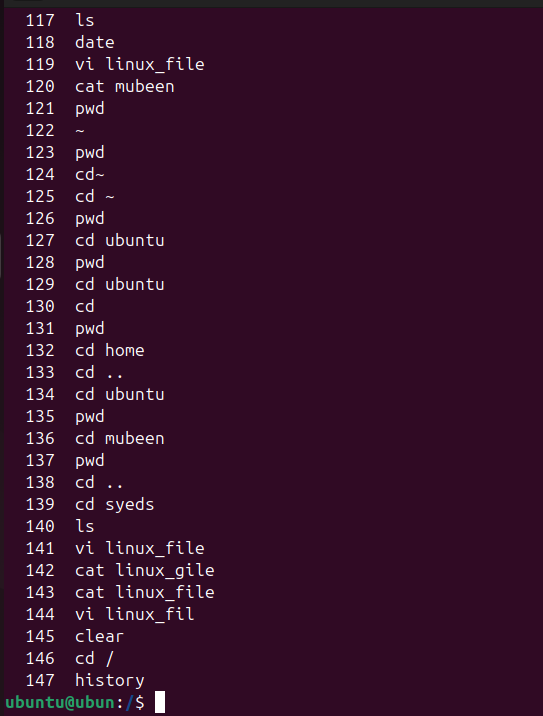 117 ls
118 date
119 vi linux_file
120 cat mubeen
121 pwd
122 ~
123 pwd
124 cd~
125 cd ~
126 pwd
127 cd ubuntu
128 pwd
129 cd ubuntu
130 cd
131 pwd
132 cd home
133 cd ..
134 cd ubuntu
135 pwd
136 cd mubeen
137 pwd
138 cd ..
139 cd syeds
140 ls
141 vi linux_file
142 cat linux_gile
143 cat linux_file
144 vi linux_fil
145 clear
146 cd /
147 history
ubuntu@ubun:/$